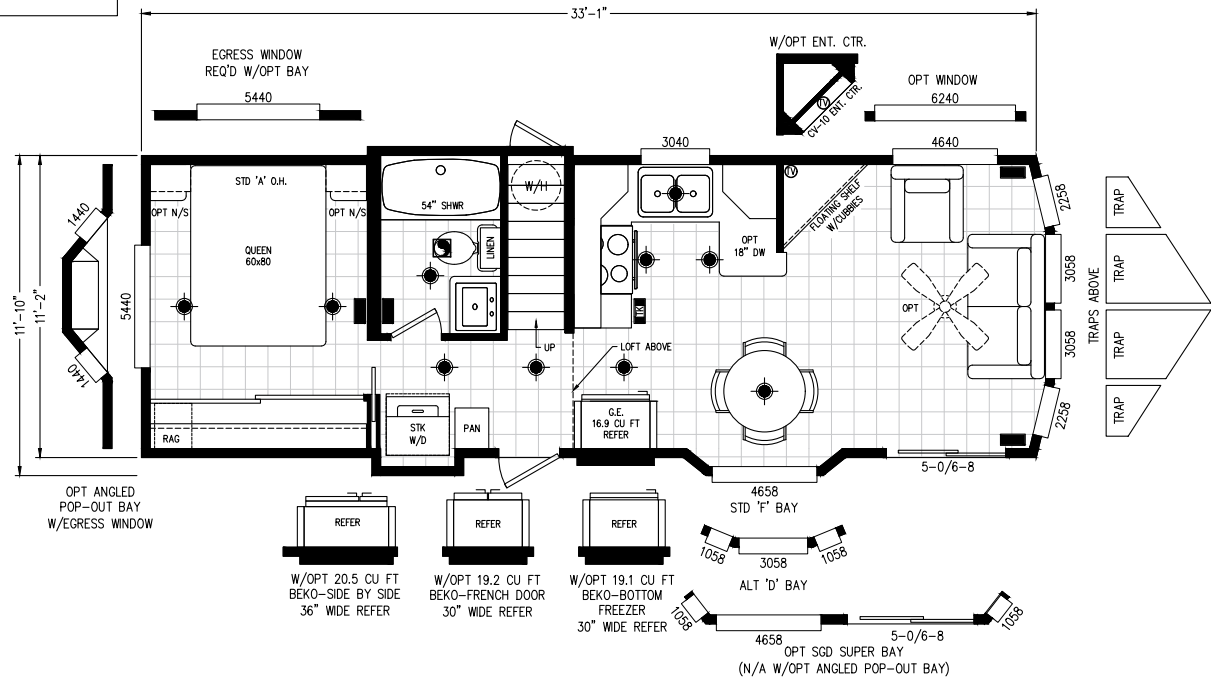 33'-1"
W/OPT ENT. CTR.
EGRESS WINDOW
REQ'D W/OPT BAY
5440
TV
CV-10 ENT. CTR.
OPT WINDOW
6240
3040
4640
STD 'A' O.H.
OPT N/S
OPT N/S
QUEEN
60x80
54" SHWR
W/H
LINEN
TV
FLOATING SHELF
W/CUBBIES
OPT
18" DW
2258
TRAP
1440
5440
1440
11'-10"
11'-2"
3058
TRAP
OPT
TRAPS ABOVE
3058
TRAP
UP
LOFT ABOVE
2258
TRAP
RAG
STK
W/D
PAN
G.E.
16.9 CU FT
REFER
5-0/6-8
4658
STD 'F' BAY
OPT ANGLED
POP-OUT BAY
W/EGRESS WINDOW
REFER
REFER
REFER
W/OPT 20.5 CU FT
BEKO-SIDE BY SIDE
36" WIDE REFER
W/OPT 19.2 CU FT
BEKO-FRENCH DOOR
30" WIDE REFER
W/OPT 19.1 CU FT
BEKO-BOTTOM
FREEZER
30" WIDE REFER
1058
3058
1058
ALT 'D' BAY
1058
4658
5-0/6-8
1058
OPT SGD SUPER BAY
(N/A W/OPT ANGLED POP-OUT BAY)